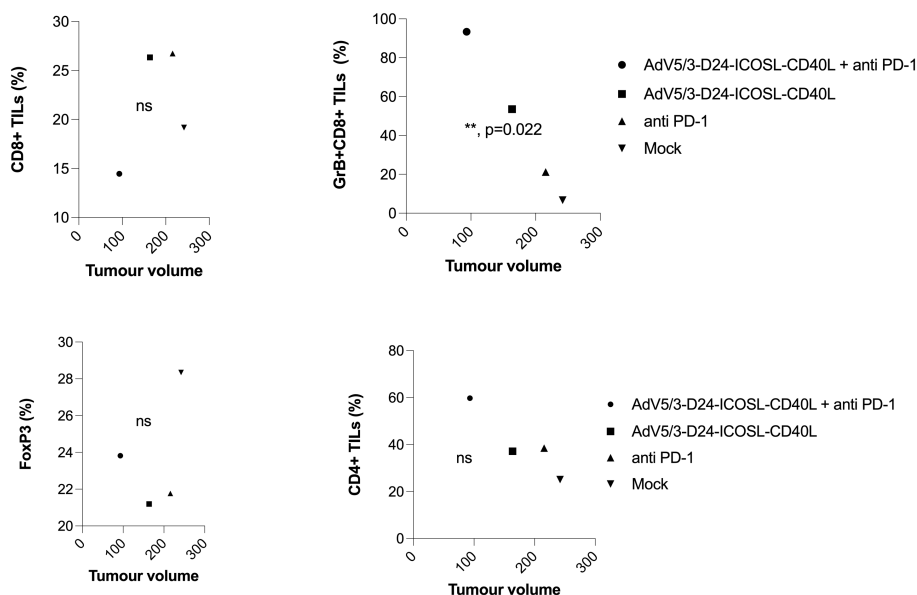 30
25
20
15
10
CD8+ TILs (%)
ns
0
100
200
300
Tumour volume
100
80
60
40
20
0
GrB+CD8+ TILs (%)
**, p=0.022
0
100
200
300
Tumour volume
AdV5/3-D24-ICOSL-CD40L + anti PD-1
AdV5/3-D24-ICOSL-CD40L
anti PD-1
Mock
30
28
26
24
22
20
FoxP3 (%)
ns
0
100
200
300
Tumour volume
80
60
40
20
0
CD4+ TILs (%)
ns
0
100
200
300
Tumour volume
AdV5/3-D24-ICOSL-CD40L + anti PD-1
AdV5/3-D24-ICOSL-CD40L
anti PD-1
Mock